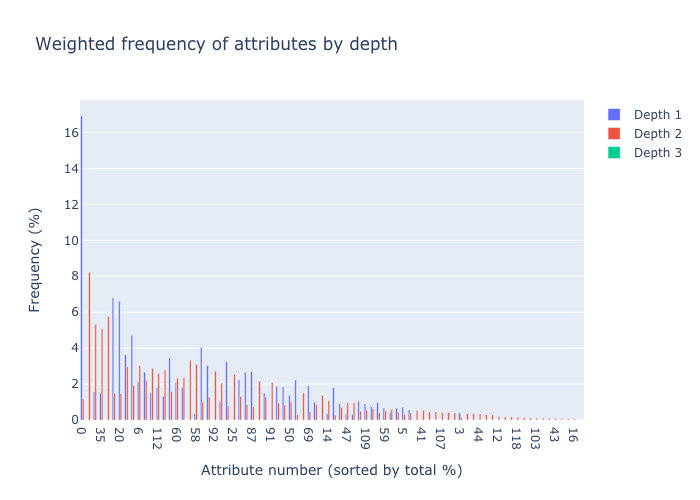 Weighted frequency of attributes by depth
Depth 1
Depth 2
Depth 3
Frequency (%)
16
14
12
10
8
6
4
2
0
0 35 20 6 112 60 58 92 25 87 91 50 69 14 47 109 59 5 41 107 3 44 12 118 103 43 16
Attribute number (sorted by total %)